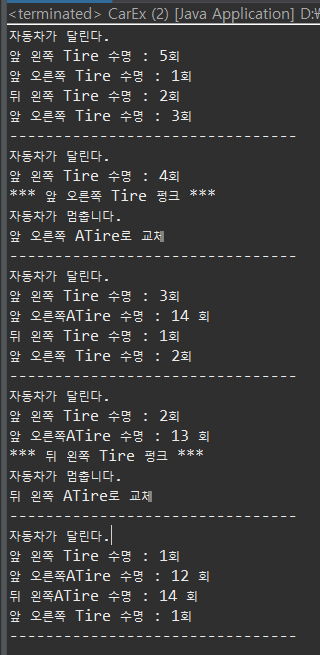 <terminated> CarEx (2) [Java Application] D:\
자동차가 달린다.
앞 왼쪽 Tire 수명 : 5회
앞 오른쪽 Tire 수명 : 1회
뒤 왼쪽 Tire 수명 : 2회
앞 오른쪽 Tire 수명 : 3회
--------------------------------
자동차가 달린다.
앞 왼쪽 Tire 수명 : 4회
*** 앞 오른쪽 Tire 펑크 ***
자동차가 멈춥니다.
앞 오른쪽 ATire로 교체
--------------------------------
자동차가 달린다.
앞 왼쪽 Tire 수명 : 3회
앞 오른쪽ATire 수명 : 14 회
뒤 왼쪽 Tire 수명 : 1회
앞 오른쪽 Tire 수명 : 2회
--------------------------------
자동차가 달린다.
앞 왼쪽 Tire 수명 : 2회
앞 오른쪽ATire 수명 : 13 회
*** 뒤 왼쪽 Tire 펑크 ***
자동차가 멈춥니다.
뒤 왼쪽 ATire로 교체
--------------------------------
자동차가 달린다.
앞 왼쪽 Tire 수명 : 1회
앞 오른쪽ATire 수명 : 12 회
뒤 왼쪽ATire 수명 : 14 회
앞 오른쪽 Tire 수명 : 1회
--------------------------------